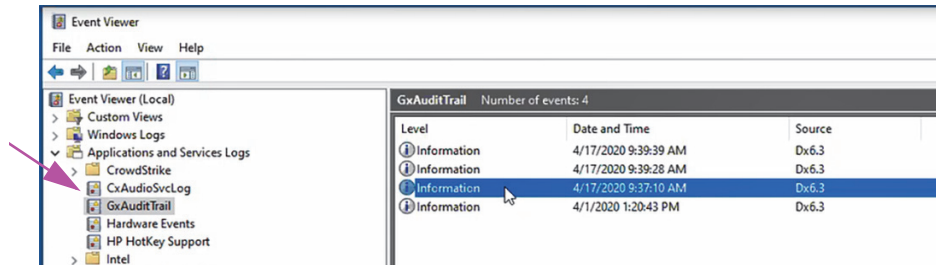 Event Viewer
File Action View Help
Event Viewer (Local)
Custom Views
Windows Logs
Applications and Services Logs
CrowdStrike
CxAudioSvcLog
GxAuditTrail
Hardware Events
HP HotKey Support
Intel
GxAuditTrail Number of events: 4
Level Date and Time Source
Information 4/17/2020 9:39:39 AM Dx6.3
Information 4/17/2020 9:39:28 AM Dx6.3
Information 4/17/2020 9:37:10 AM Dx6.3
Information 4/1/2020 1:20:43 PM Dx6.3